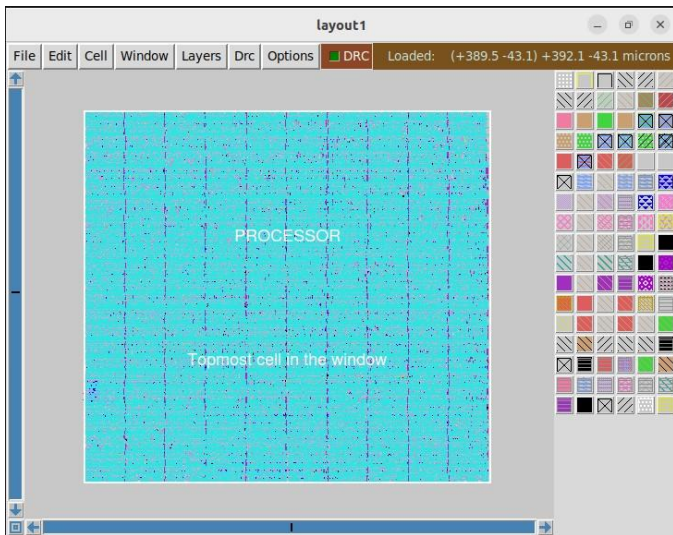 layout1
File Edit Cell Window Layers Drc Options DRC Loaded: (+389.5 -43.1) +392.1 -43.1 microns
PROCESSOR
Topmost cell in the window